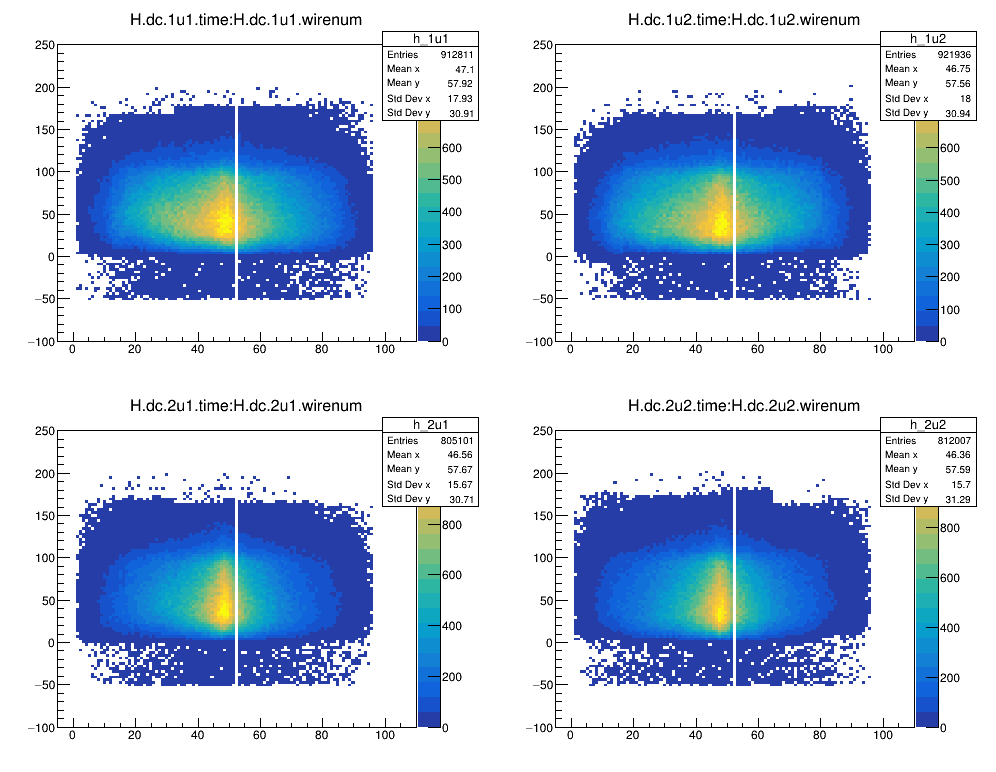 H.dc.1u1.time:H.dc.1u1.wirenum
h_1u1
Entries 912811
Mean x 47.1
Mean y 57.92
Std Dev x 17.93
Std Dev y 30.91
250
200
150
100
50
0
−50
−100
0 20 40 60 80 100
600
500
400
300
200
100
0
H.dc.1u2.time:H.dc.1u2.wirenum
h_1u2
Entries 921936
Mean x 46.75
Mean y 57.56
Std Dev x 18
Std Dev y 30.94
250
200
150
100
50
0
−50
−100
0 20 40 60 80 100
600
500
400
300
200
100
0
H.dc.2u1.time:H.dc.2u1.wirenum
h_2u1
Entries 805101
Mean x 46.56
Mean y 57.67
Std Dev x 15.67
Std Dev y 30.71
250
200
150
100
50
0
−50
−100
0 20 40 60 80 100
800
600
400
200
0
H.dc.2u2.time:H.dc.2u2.wirenum
h_2u2
Entries 812007
Mean x 46.36
Mean y 57.59
Std Dev x 15.7
Std Dev y 31.29
250
200
150
100
50
0
−50
−100
0 20 40 60 80 100
800
600
400
200
0